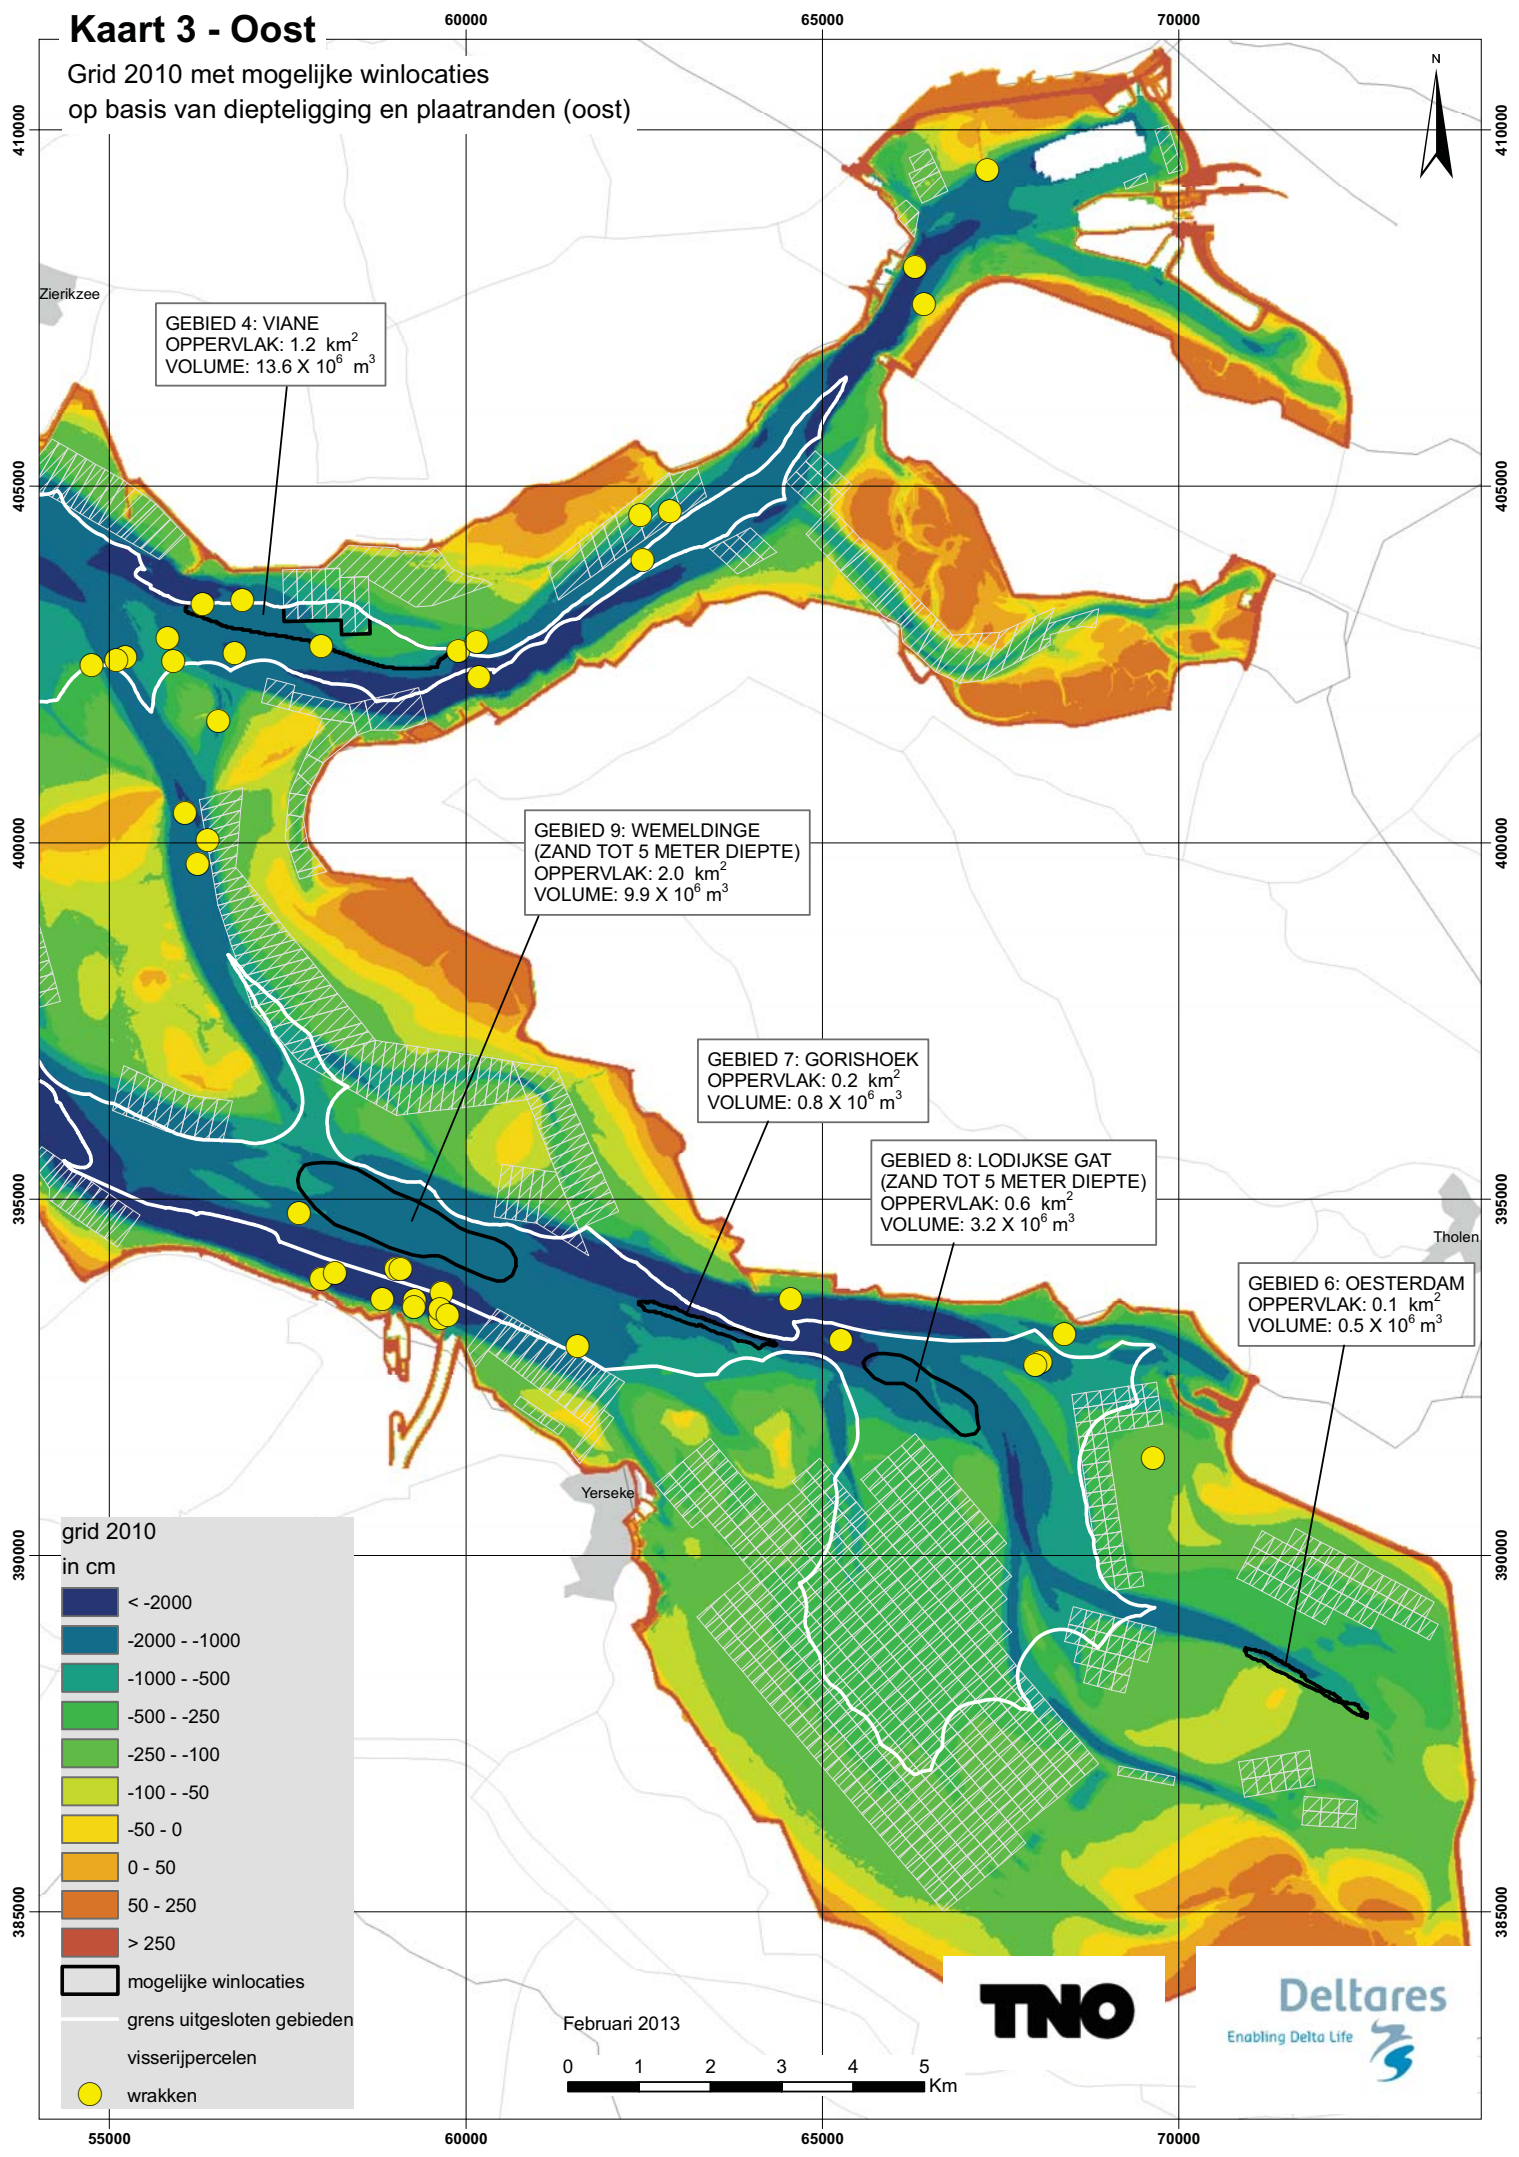 Kaart 3 - Oost
Grid 2010 met mogelijke winlocaties
op basis van diepteligging en plaatranden (oost)
60000
65000
70000
N
410000
410000
Zierikzee
GEBIED 4: VIANE
OPPERVLAK: 1.2 km²
VOLUME: 13.6 X 10⁶ m³
405000
405000
GEBIED 9: WEMELDINGE
(ZAND TOT 5 METER DIEPTE)
OPPERVLAK: 2.0 km²
VOLUME: 9.9 X 10⁶ m³
400000
400000
GEBIED 7: GORISHOEK
OPPERVLAK: 0.2 km²
VOLUME: 0.8 X 10⁶ m³
GEBIED 8: LODIJKSE GAT
(ZAND TOT 5 METER DIEPTE)
OPPERVLAK: 0.6 km²
VOLUME: 3.2 X 10⁶ m³
395000
395000
Tholen
GEBIED 6: OESTERDAM
OPPERVLAK: 0.1 km²
VOLUME: 0.5 X 10⁶ m³
Yerseke
390000
390000
grid 2010
in cm
< -2000
-2000 - -1000
-1000 - -500
-500 - -250
-250 - -100
-100 - -50
-50 - 0
0 - 50
50 - 250
> 250
mogelijke winlocaties
grens uitgesloten gebieden
visserijpercelen
wrakken
385000
385000
Februari 2013
0 1 2 3 4 5
Km
TNO
Deltares
Enabling Delta Life
55000
60000
65000
70000